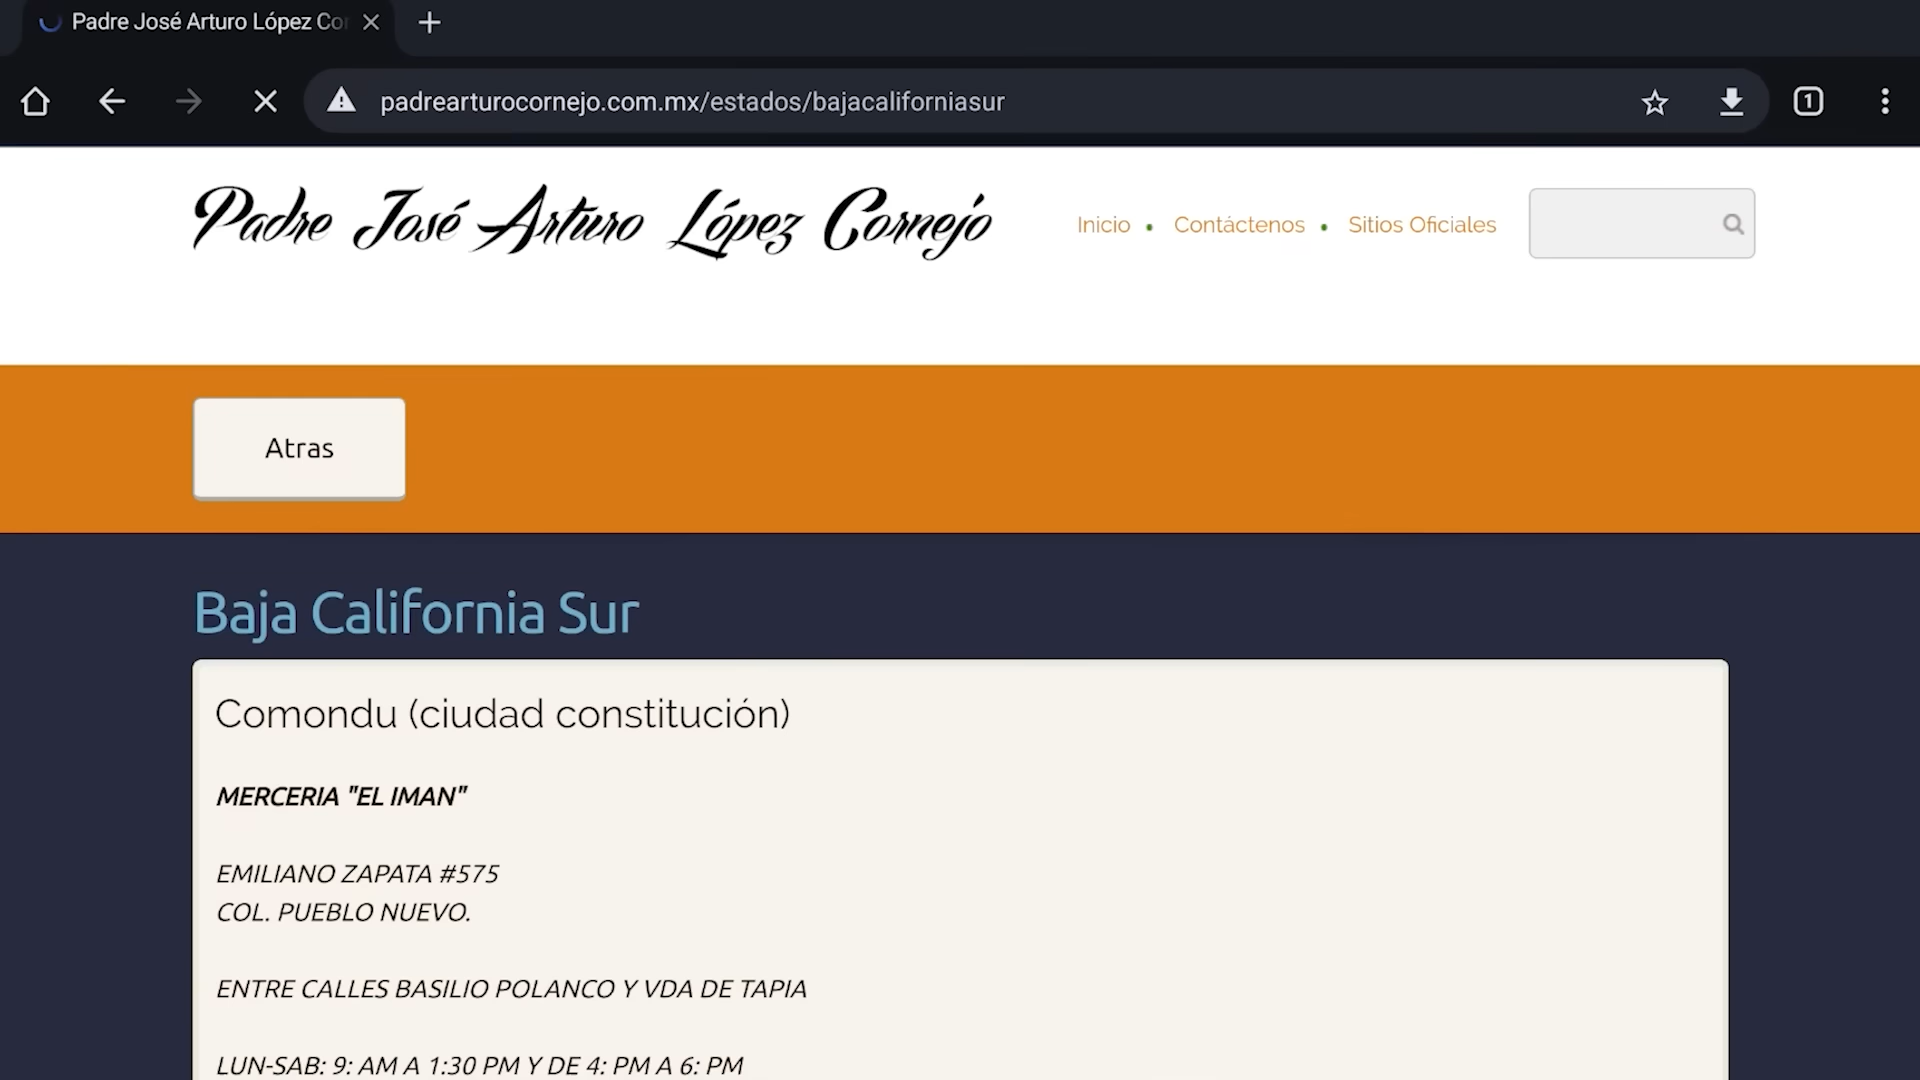 Padre José Arturo López Cor
padrearturocornejo.com.mx/estados/bajacaliforniasur
1
Padre José Arturo López Cornejo
Inicio • Contáctenos • Sitios Oficiales
Atras
Baja California Sur
Comondu (ciudad constitución)
MERCERIA "EL IMAN"
EMILIANO ZAPATA #575
COL. PUEBLO NUEVO.
ENTRE CALLES BASILIO POLANCO Y VDA DE TAPIA
LUN-SAB: 9: AM A 1:30 PM Y DE 4: PM A 6: PM